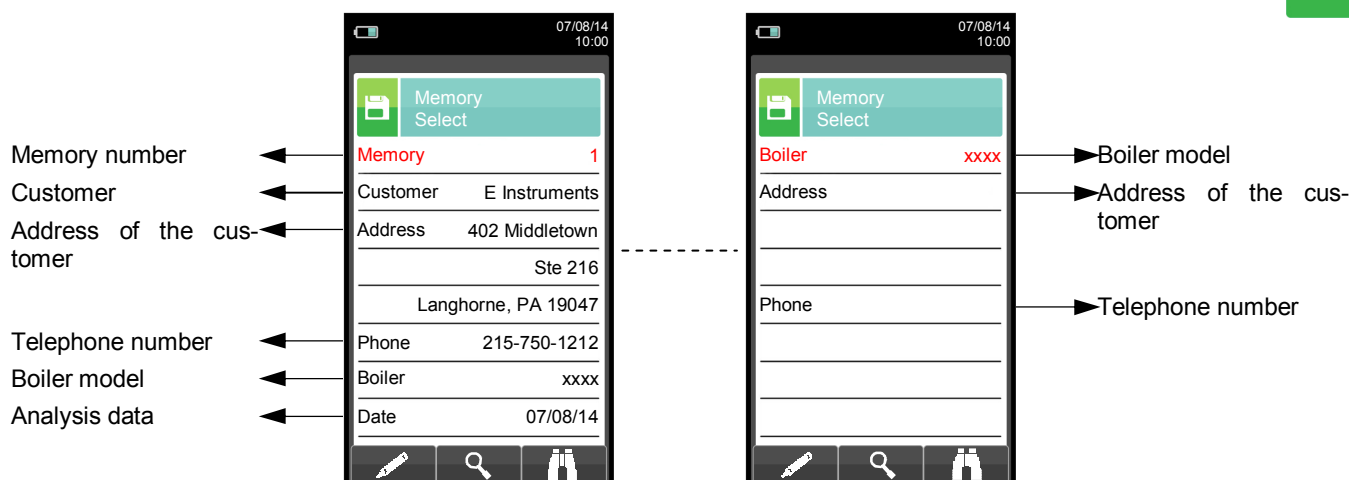 07/08/14
10:00
Memory
Select
Memory number
Memory 1
Customer
Customer E Instruments
Address of the cus-
tomer
Address 402 Middletown
Ste 216
Langhorne, PA 19047
Telephone number
Phone 215-750-1212
Boiler model
Boiler xxxx
Analysis data
Date 07/08/14
07/08/14
10:00
Memory
Select
Boiler xxxx
Boiler model
Address
Address of the cus-
tomer
Phone
Telephone number